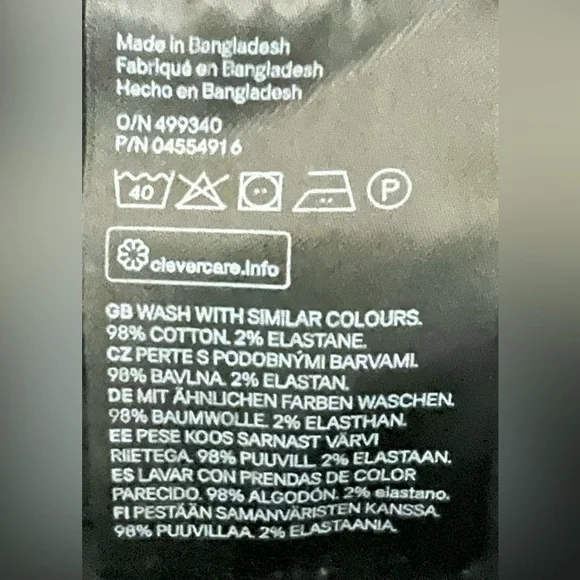 Made in Bangladesh
Fabriqué en Bangladesh
Hecho en Bangladesh
O/N 499340
P/N 04554916
40
P
clevercare.info
GB WASH WITH SIMILAR COLOURS.
98% COTTON. 2% ELASTANE.
CZ PERTE S PODOBNÝMI BARVAMI.
98% BAVLNA. 2% ELASTAN.
DE MIT ÄHNLICHEN FARBEN WASCHEN.
98% BAUMWOLLE. 2% ELASTHAN.
EE PESE KOOS SARNAST VÄRVI
RIIETEGA. 98% PUUVILL. 2% ELASTAAN.
ES LAVAR CON PRENDAS DE COLOR
PARECIDO. 98% ALGODÓN. 2% elastano.
FI PESTÄÄN SAMANVÄRISTEN KANSSA.
98% PUUVILLAA. 2% ELASTAANIA.